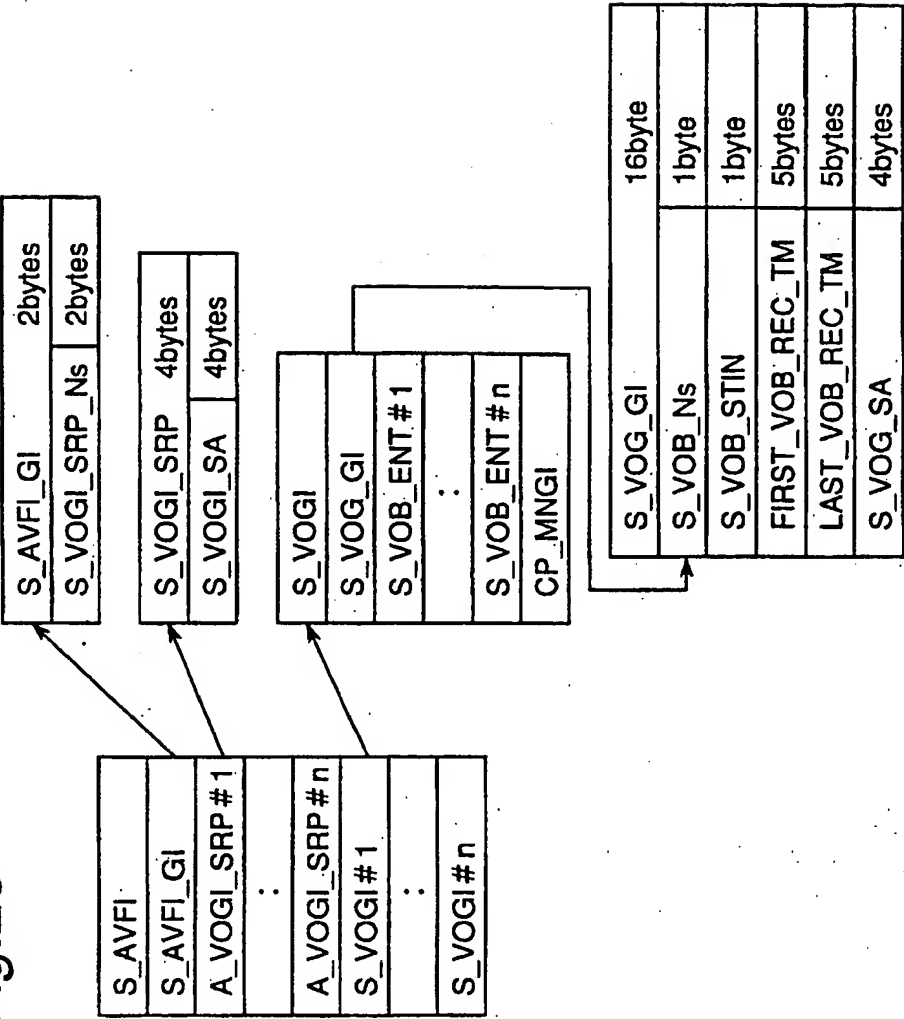 S_AVFI
S_AVFI_GI
A_VOGI_SRP#1
:
A_VOGI_SRP#n
S_VOGI#1
:
S_VOGI#n
S_AVFI_GI 2bytes
S_VOGI_SRP_Ns 2bytes
S_VOGI_SRP 4bytes
S_VOGI_SA 4bytes
S_VOGI
S_VOG_GI
S_VOB_ENT#1
:
S_VOB_ENT#n
CP_MNGI
S_VOG_GI 16byte
S_VOB_Ns 1byte
S_VOB_STIN 1byte
FIRST_VOB_REC_TM 5bytes
LAST_VOB_REC_TM 5bytes
S_VOG_SA 4bytes